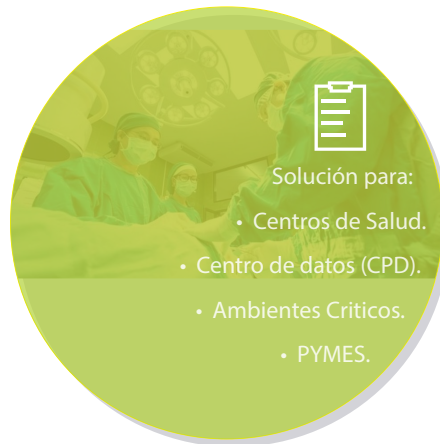 Solución para:
• Centros de Salud.
• Centro de datos (CPD).
• Ambientes Criticos.
• PYMES.